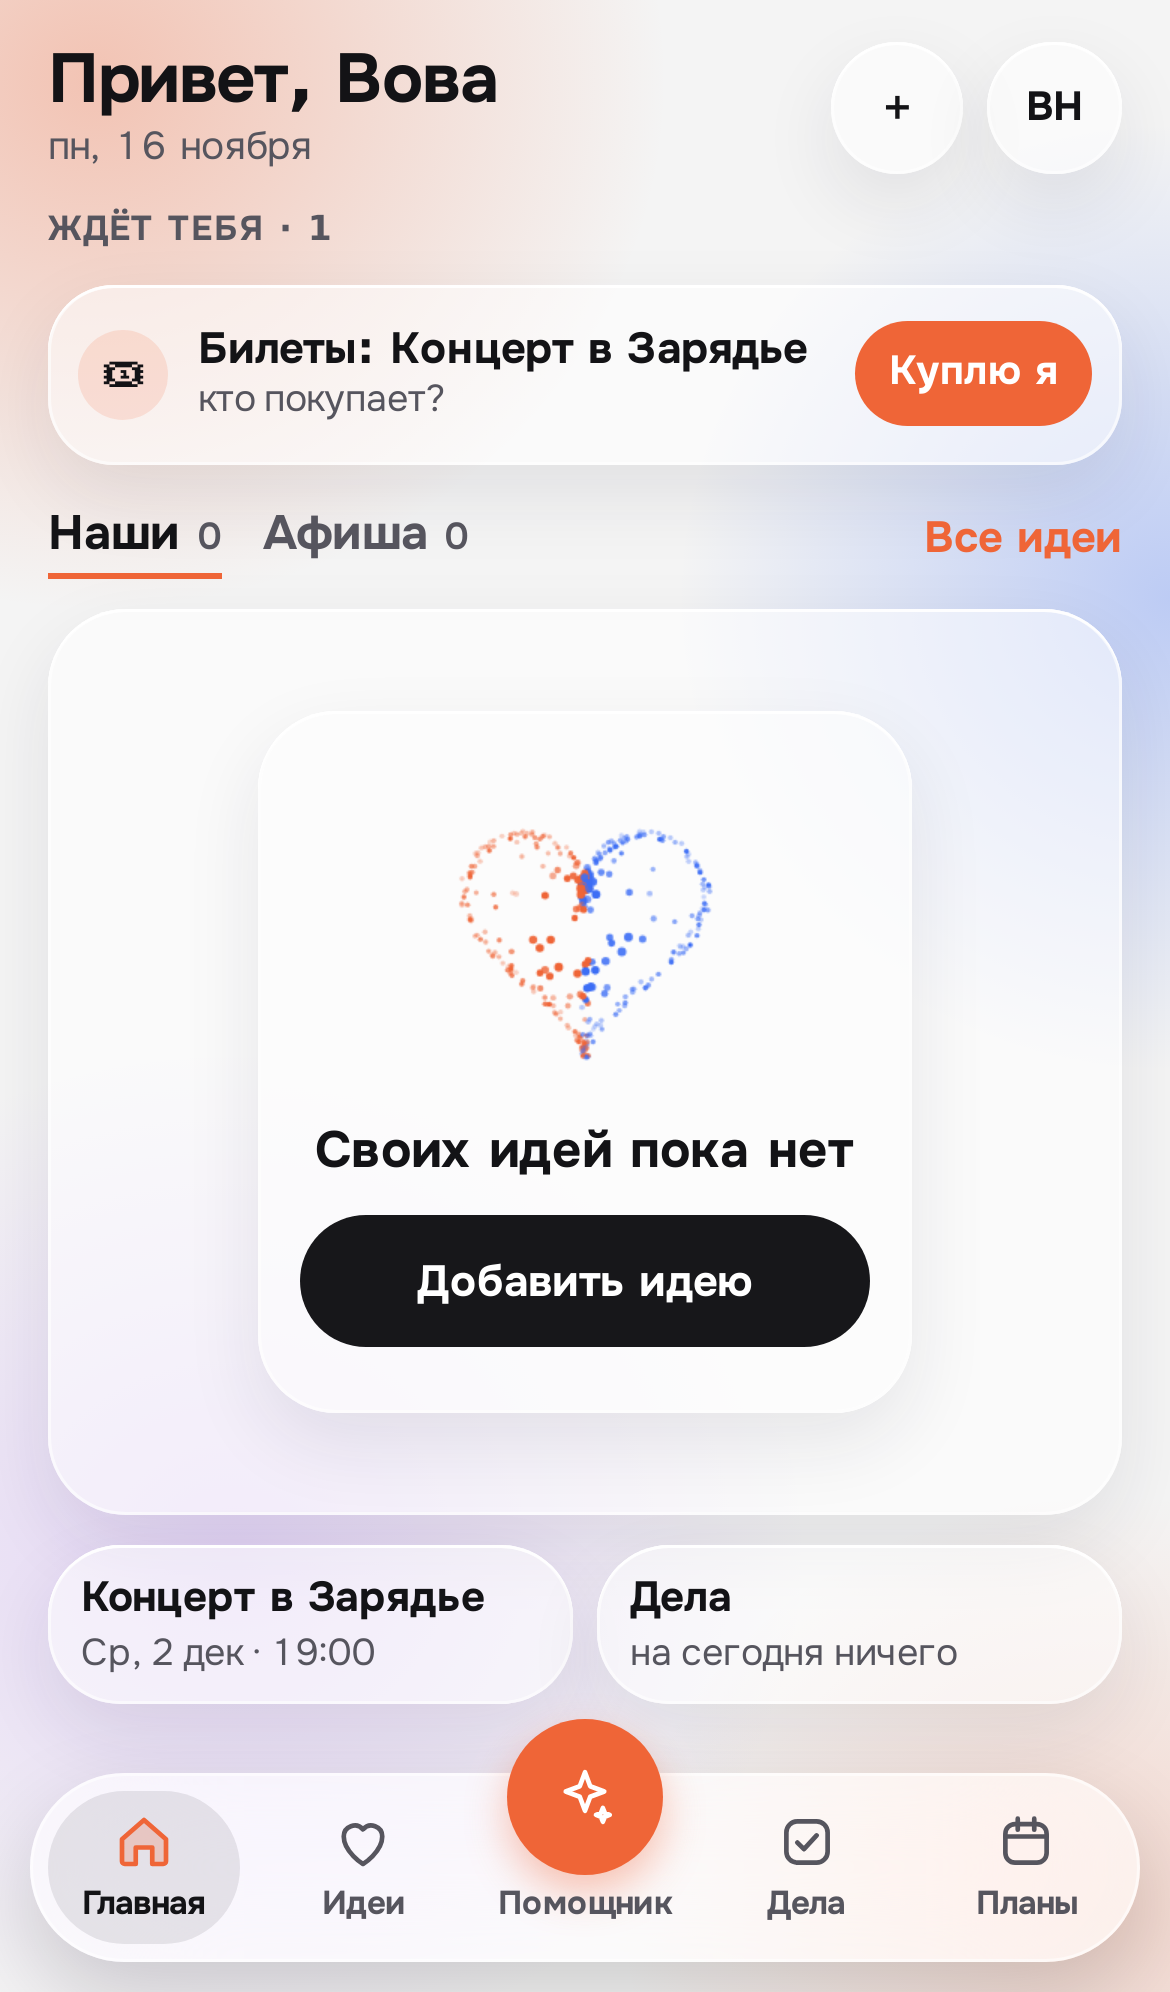 Привет, Вова
+
ВН
пн, 16 ноября
ЖДЁТ ТЕБЯ · 1
Билеты: Концерт в Зарядье
кто покупает?
Куплю я
Наши 0
Афиша 0
Все идеи
Своих идей пока нет
Добавить идею
Концерт в Зарядье
Ср, 2 дек · 19:00
Дела
на сегодня ничего
Главная
Идеи
Помощник
Дела
Планы